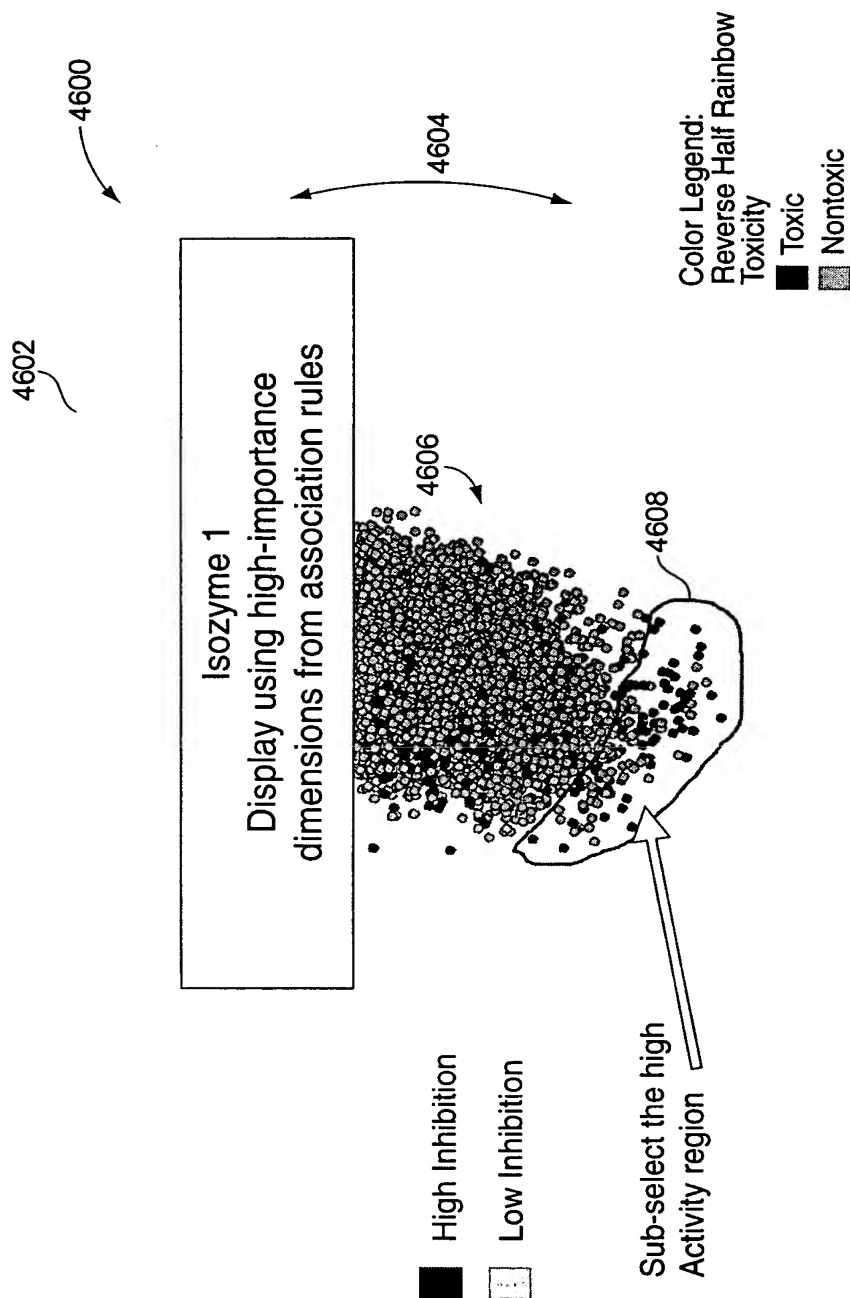 4602
4600
Isozyme 1
Display using high-importance
dimensions from association rules
4604
4606
4608
High Inhibition
Low Inhibition
Sub-select the high
Activity region
Color Legend:
Reverse Half Rainbow
Toxicity
Toxic
Nontoxic